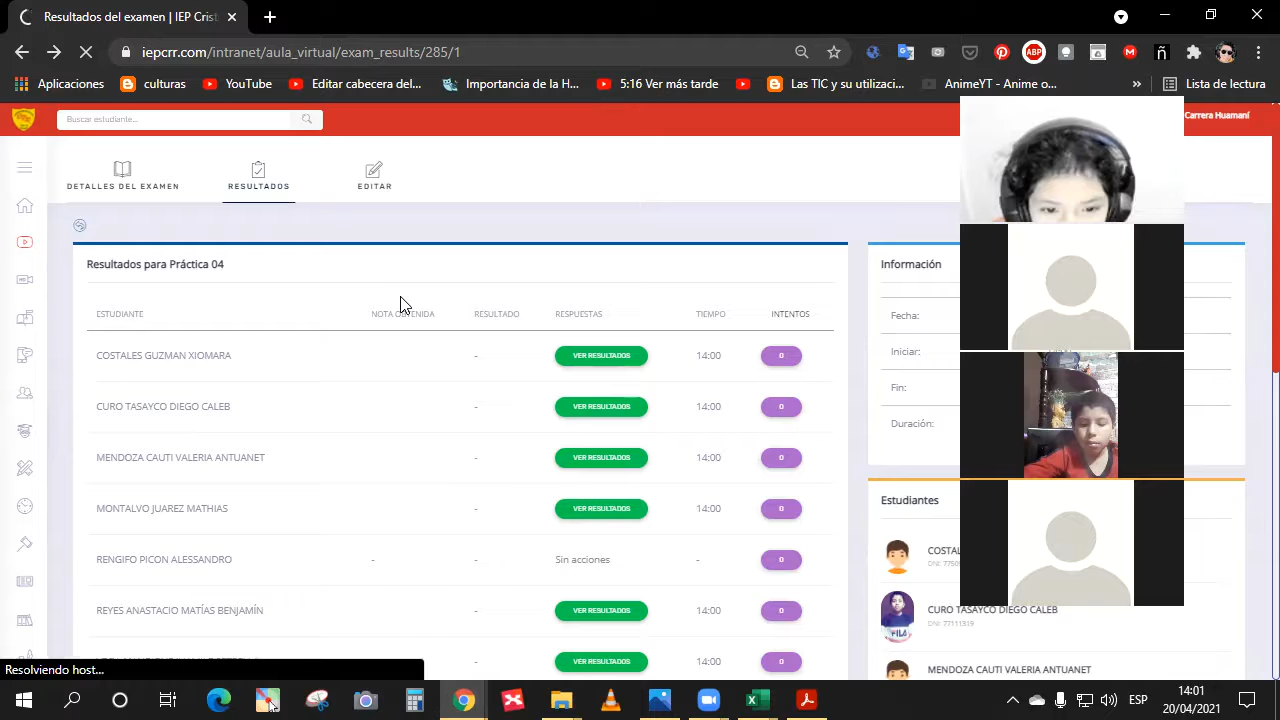 Resultados del examen | IEP Crist
iepcrr.com/intranet/aula_virtual/exam_results/285/1
Aplicaciones culturas YouTube Editar cabecera del... Importación de la H... 5:16 Ver más tarde Las TIC y su utilizac... AnimeYT - Anime o... » Lista de lectura
Buscar estudiante...
Carrera Huamaní
DETALLES DEL EXAMEN RESULTADOS EDITAR
Resultados para Práctica 04
ESTUDIANTE NOTA OBTENIDA RESULTADO RESPUESTAS TIEMPO INTENTOS
COSTALES GUZMAN XIOMARA - VER RESULTADOS 14:00 0
CURO TASAYCO DIEGO CALEB - VER RESULTADOS 14:00 0
MENDOZA CAUTI VALERIA ANTUANET - VER RESULTADOS 14:00 0
MONTALVO JUAREZ MATHIAS - VER RESULTADOS 14:00 0
RENGIFO PICON ALESSANDRO - - Sin acciones - 0
REYES ANASTACIO MATÍAS BENJAMÍN - VER RESULTADOS 14:00 0
- VER RESULTADOS 14:00 0
Información
Fecha:
Iniciar:
Fin:
Duración:
Estudiantes
COSTAL
DNI:
CURO TASAYCO DIEGO CALEB
DNI: 77111319
MENDOZA CAUTI VALERIA ANTUANET
Resolviendo host...
ESP
14:01
20/04/2021